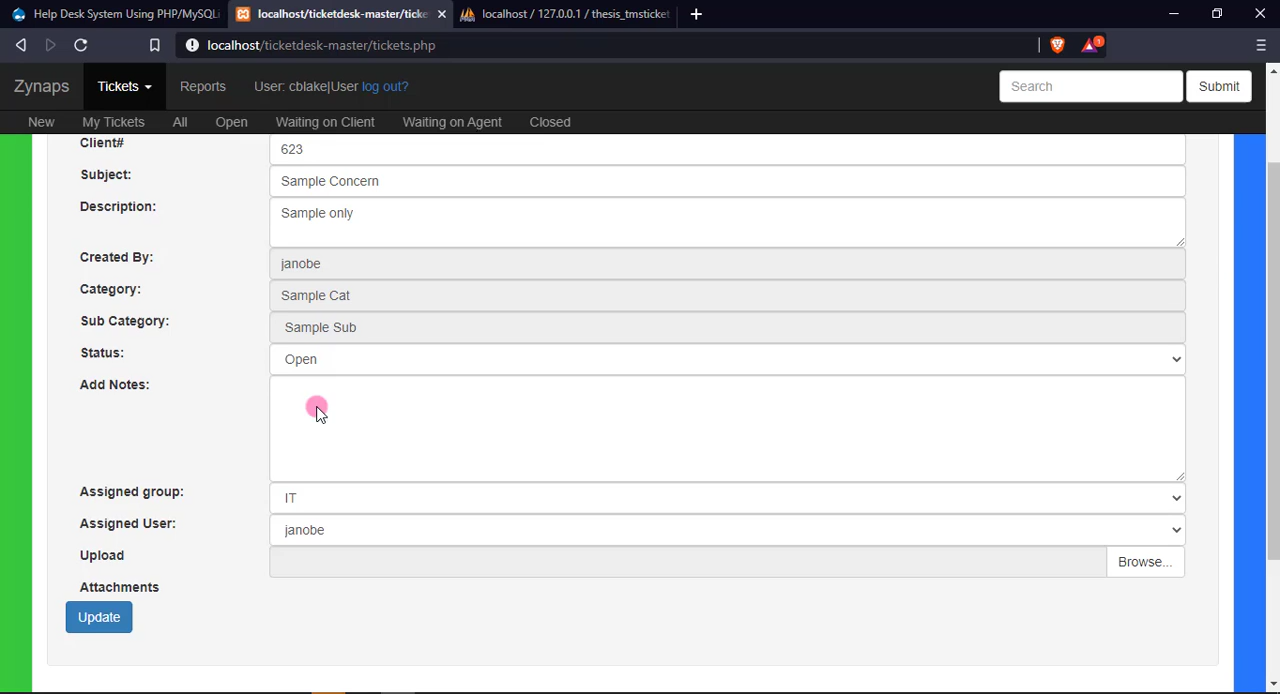 Help Desk System Using PHP/MySQLi
localhost/ticketdesk-master/ticke
localhost / 127.0.0.1 / thesis_tmsticket
localhost/ticketdesk-master/tickets.php
1
Zynaps
Tickets
Reports
User: cblake|User log out?
Search
Submit
New
My Tickets
All
Open
Waiting on Client
Waiting on Agent
Closed
Client#
623
Subject:
Sample Concern
Description:
Sample only
Created By:
janobe
Category:
Sample Cat
Sub Category:
Sample Sub
Status:
Open
Add Notes:
Assigned group:
IT
Assigned User:
janobe
Upload
Browse...
Attachments
Update